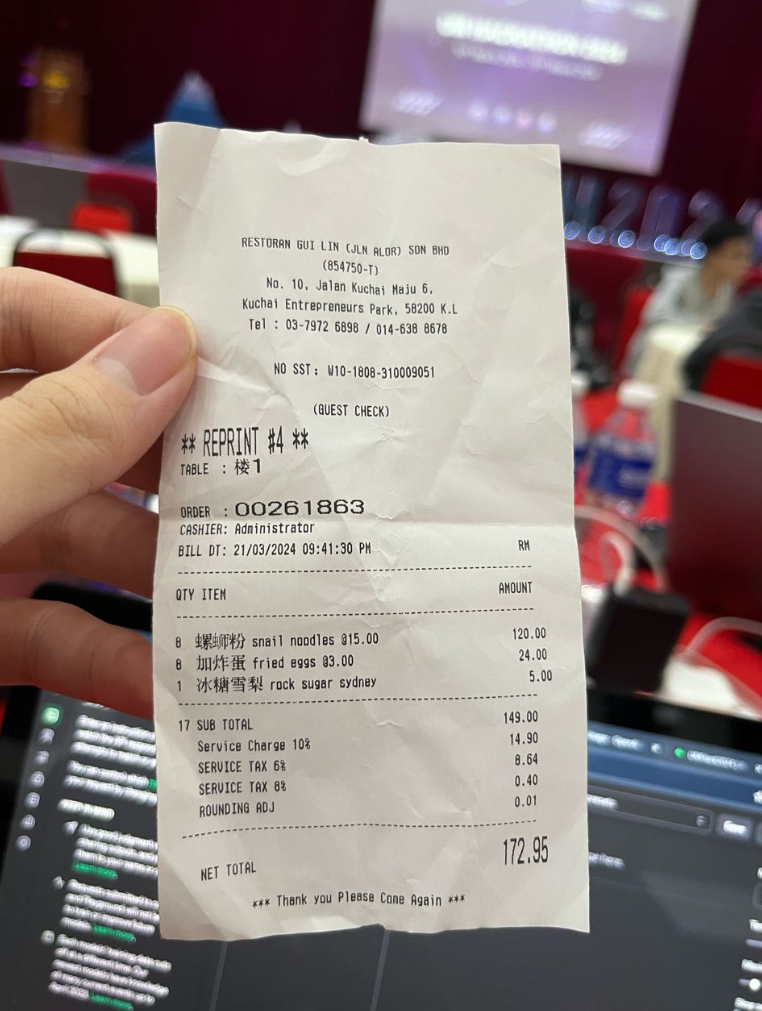 RESTORAN GUI LIN (JLN ALOR) SDN BHD
(854750-T)
No. 10, Jalan Kuchai Maju 6,
Kuchai Entrepreneurs Park, 58200 K.L
Tel : 03-7972 6898 / 014-638 8678
NO SST: W10-1808-310009051
(GUEST CHECK)
** REPRINT #4 **
TABLE : 楼1
ORDER : 00261863
CASHIER: Administrator
BILL DT: 21/03/2024 09:41:30 PM RM
QTY ITEM AMOUNT
8 螺蛳粉 snail noodles @15.00 120.00
8 加炸蛋 fried eggs @3.00 24.00
1 冰糖雪梨 rock sugar sydney 5.00
17 SUB TOTAL 149.00
Service Charge 10% 14.90
SERVICE TAX 6% 8.64
SERVICE TAX 8% 0.40
ROUNDING ADJ 0.01
NET TOTAL 172.95
*** Thank you Please Come Again ***